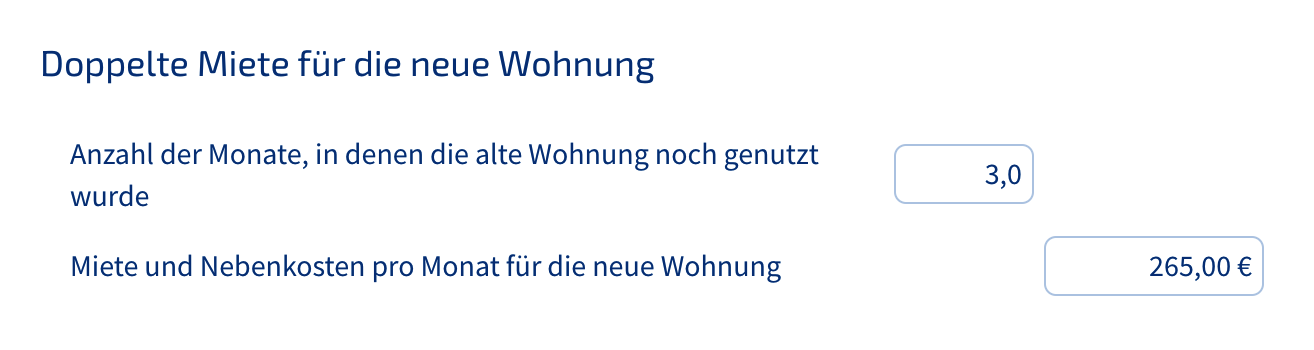 Doppelte Miete für die neue Wohnung
Anzahl der Monate, in denen die alte Wohnung noch genutzt
wurde
3,0
Miete und Nebenkosten pro Monat für die neue Wohnung
265,00 €